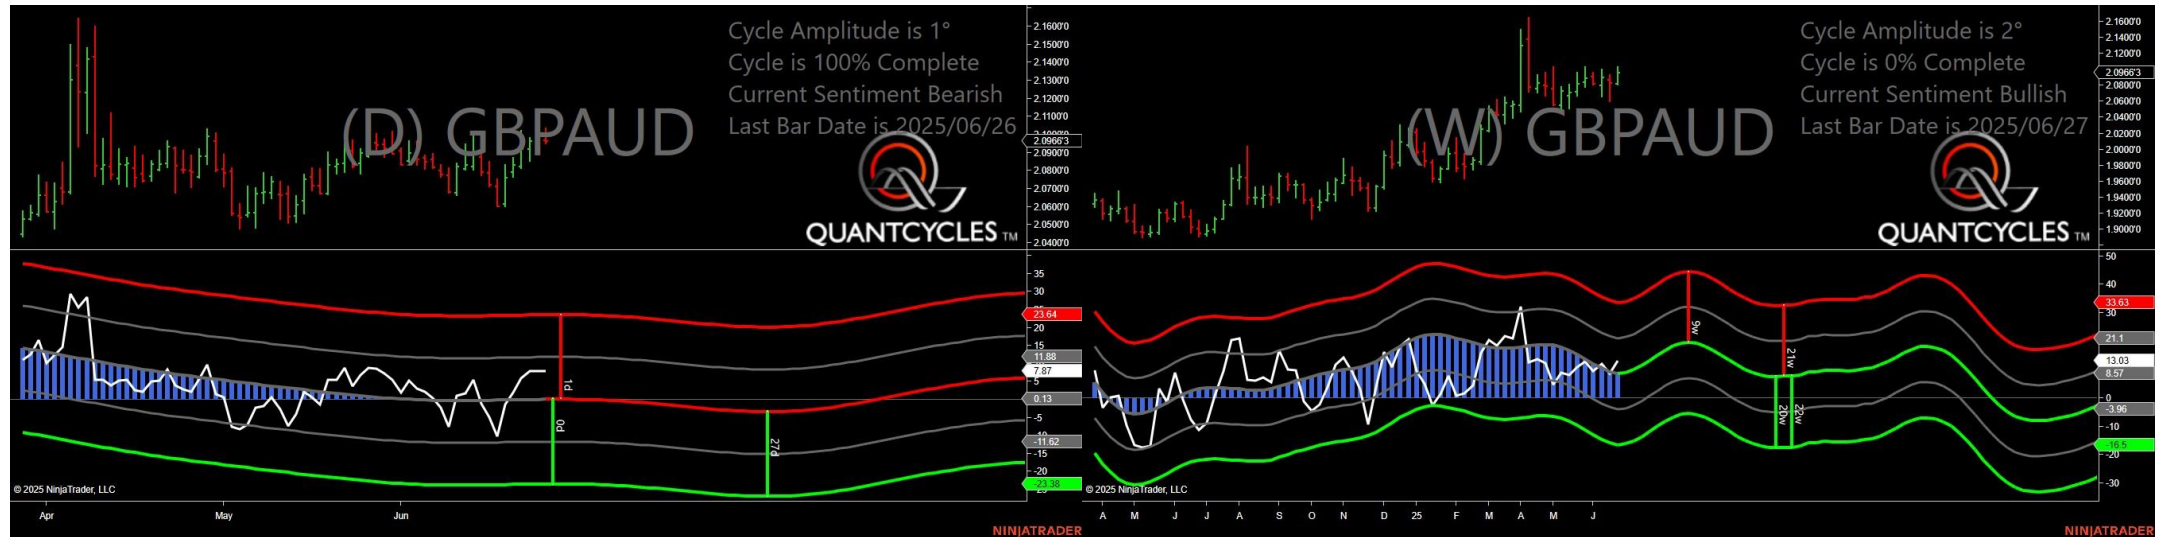 Cycle Amplitude is 1°
Cycle is 100% Complete
Current Sentiment Bearish
Last Bar Date is 2025/06/26
(D) GBPAUD
QUANTCYCLES TM
2.1600'0
2.1500'0
2.1400'0
2.1300'0
2.1200'0
2.1100'0
2.0966'3
2.0900'0
2.0800'0
2.0700'0
2.0600'0
2.0500'0
2.0400'0
35
30
23.64
20
15
11.88
7.87
5
0.13
-5
-11.62
-15
-20
-23.38
1d
0d
27d
© 2025 NinjaTrader, LLC
Apr May Jun
NINJATRADER
Cycle Amplitude is 2°
Cycle is 0% Complete
Current Sentiment Bullish
Last Bar Date is 2025/06/27
(W) GBPAUD
QUANTCYCLES TM
2.1600'0
2.1400'0
2.1200'0
2.0966'3
2.0800'0
2.0600'0
2.0400'0
2.0200'0
2.0000'0
1.9800'0
1.9600'0
1.9400'0
1.9200'0
1.9000'0
50
40
33.63
30
21.1
13.03
8.57
0
-3.96
-10
-16.5
-20
-30
9w
21w
20w
22w
© 2025 NinjaTrader, LLC
A M J J A S O N D 25 F M A M J
NINJATRADER